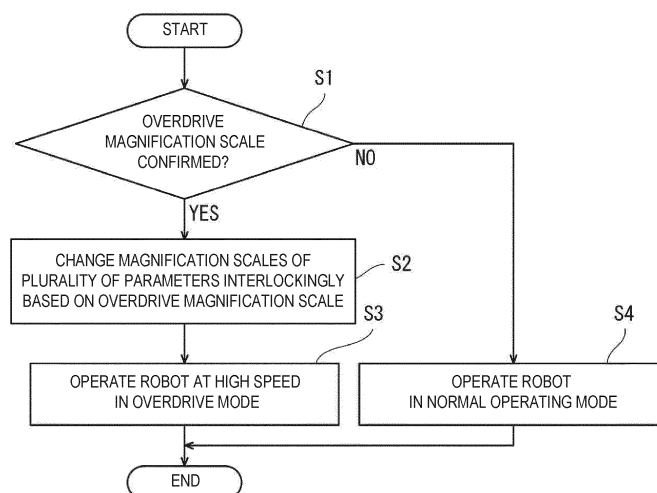 START
S1
OVERDRIVE
MAGNIFICATION SCALE
CONFIRMED?
NO
YES
CHANGE MAGNIFICATION SCALES OF
PLURALITY OF PARAMETERS INTERLOCKINGLY
BASED ON OVERDRIVE MAGNIFICATION SCALE
S2
S3
OPERATE ROBOT AT HIGH SPEED
IN OVERDRIVE MODE
S4
OPERATE ROBOT
IN NORMAL OPERATING MODE
END